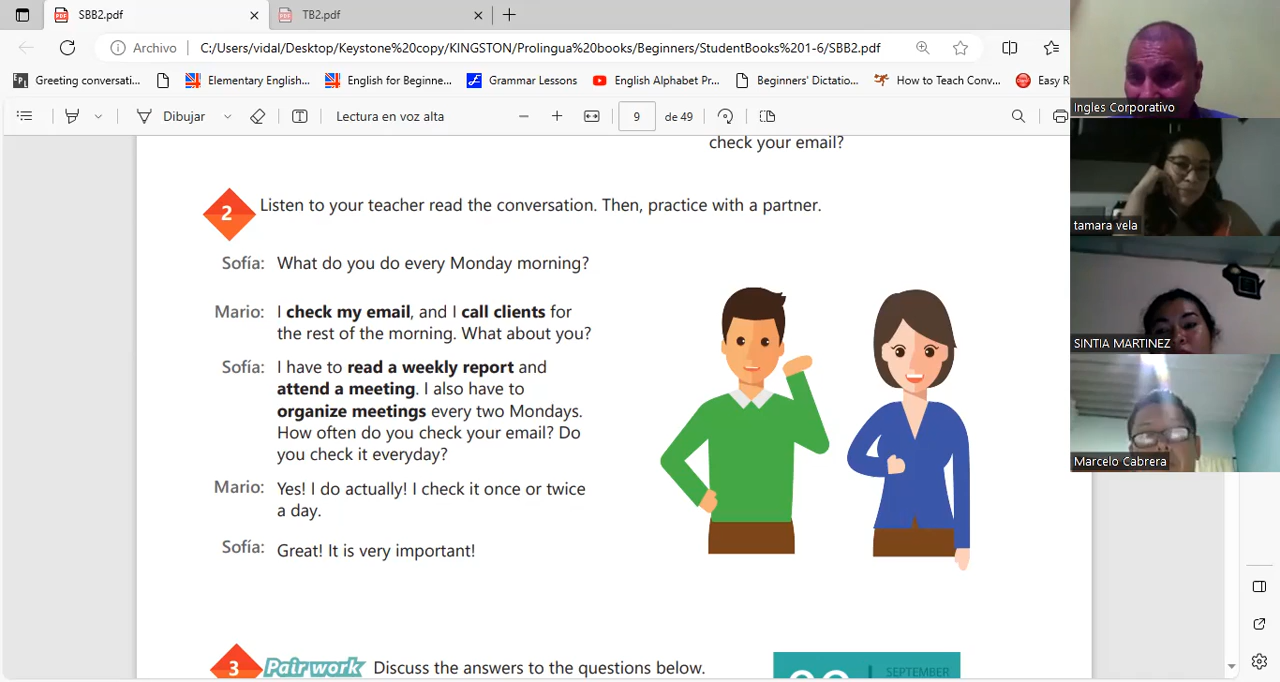 SBB2.pdf
TB2.pdf
Archivo
C:/Users/vidal/Desktop/Keystone%20copy/KINGSTON/Prolingua%20books/Beginners/StudentBooks%201-6/SBB2.pdf
Greeting conversati...
Elementary English...
English for Beginne...
Grammar Lessons
English Alphabet Pr...
Beginners' Dictatio...
How to Teach Conv...
Easy R
Dibujar
Lectura en voz alta
9
de 49
check your email?
2 Listen to your teacher read the conversation. Then, practice with a partner.
Sofía: What do you do every Monday morning?
Mario: I check my email, and I call clients for
the rest of the morning. What about you?
Sofía: I have to read a weekly report and
attend a meeting. I also have to
organize meetings every two Mondays.
How often do you check your email? Do
you check it everyday?
Mario: Yes! I do actually! I check it once or twice
a day.
Sofía: Great! It is very important!
3 Pair work Discuss the answers to the questions below.
SEPTEMBER
Ingles Corporativo
tamara vela
SINTIA MARTINEZ
Marcelo Cabrera